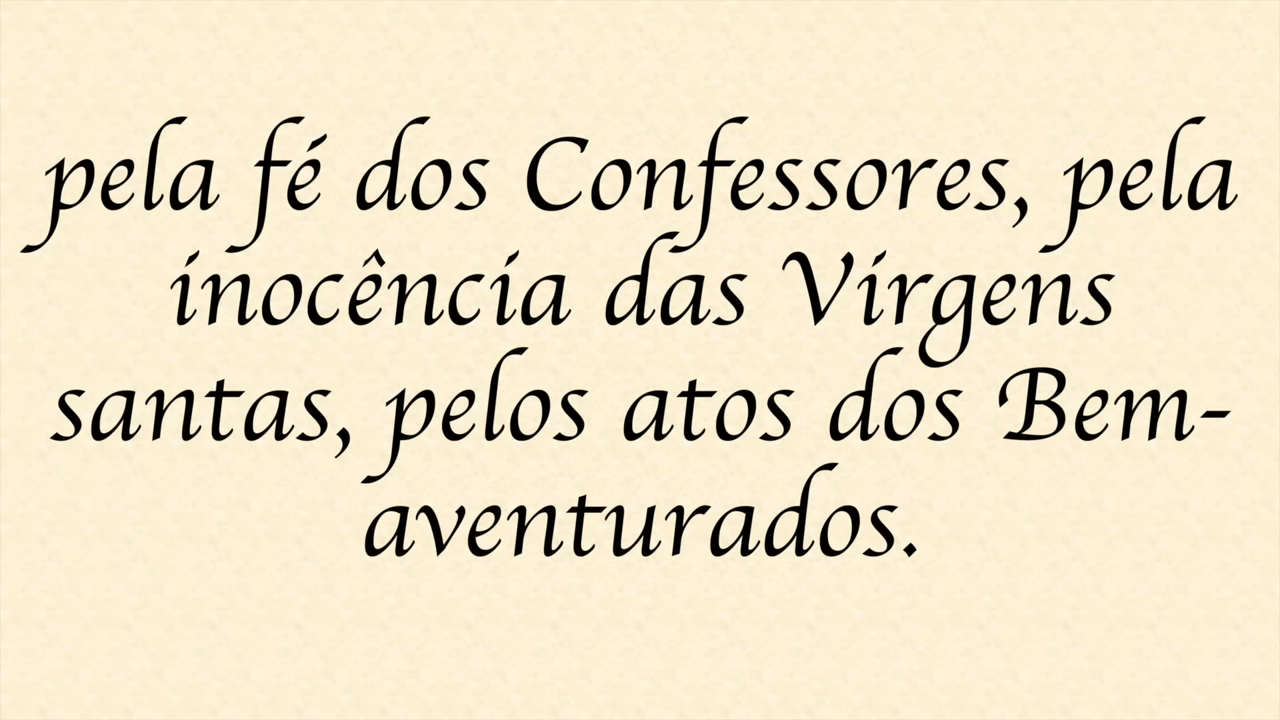 pela fé dos Confessores, pela
inocência das Virgens
santas, pelos atos dos Bem-
aventurados.